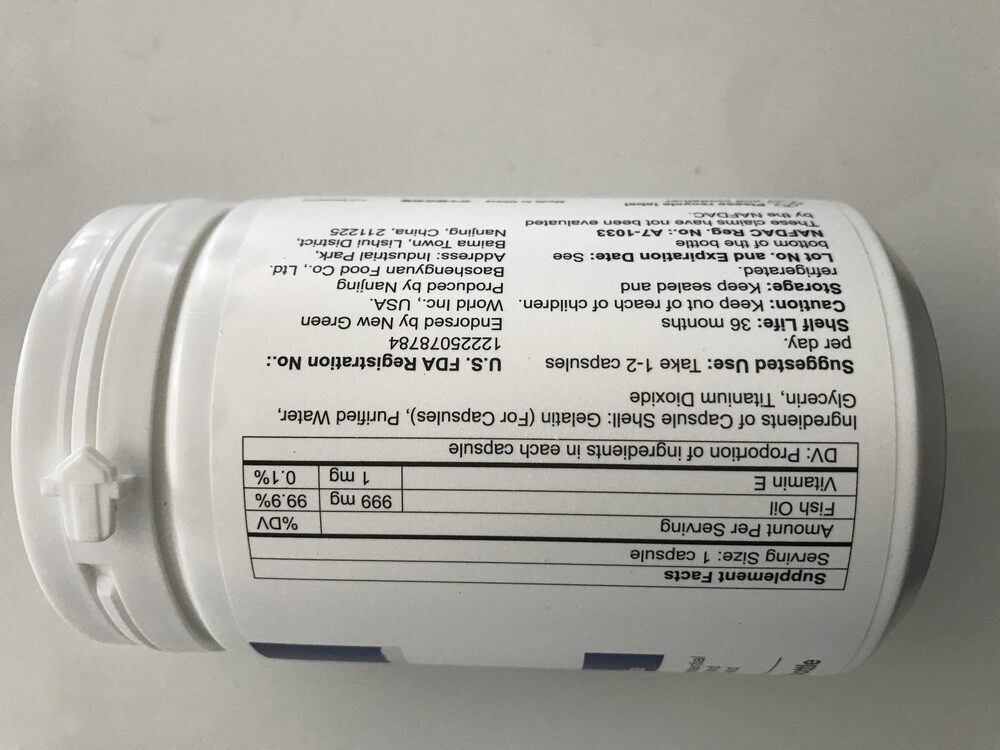 Supplement Facts
Serving Size: 1 capsule
Amount Per Serving %DV
Fish Oil 999 mg 99.9%
Vitamin E 1 mg 0.1%
DV: Proportion of ingredients in each capsule
Ingredients of Capsule Shell: Gelatin (For Capsules), Purified Water,
Glycerin, Titanium Dioxide
Suggested Use: Take 1-2 capsules
per day.
Shelf Life: 36 months
Caution: Keep out of reach of children.
Storage: Keep sealed and
refrigerated.
Lot No. and Expiration Date: See
bottom of the bottle
NAFDAC Reg. No.: A7-1033
These claims have not been evaluated
by the NAFDAC.
Please recycle label
U.S. FDA Registration No.:
12225078784
Endorsed by New Green
World Inc., USA.
Produced by Nanjing
Baoshengyuan Food Co., Ltd.
Address: Industrial Park,
Baima Town, Lishui District,
Nanjing, China, 211225